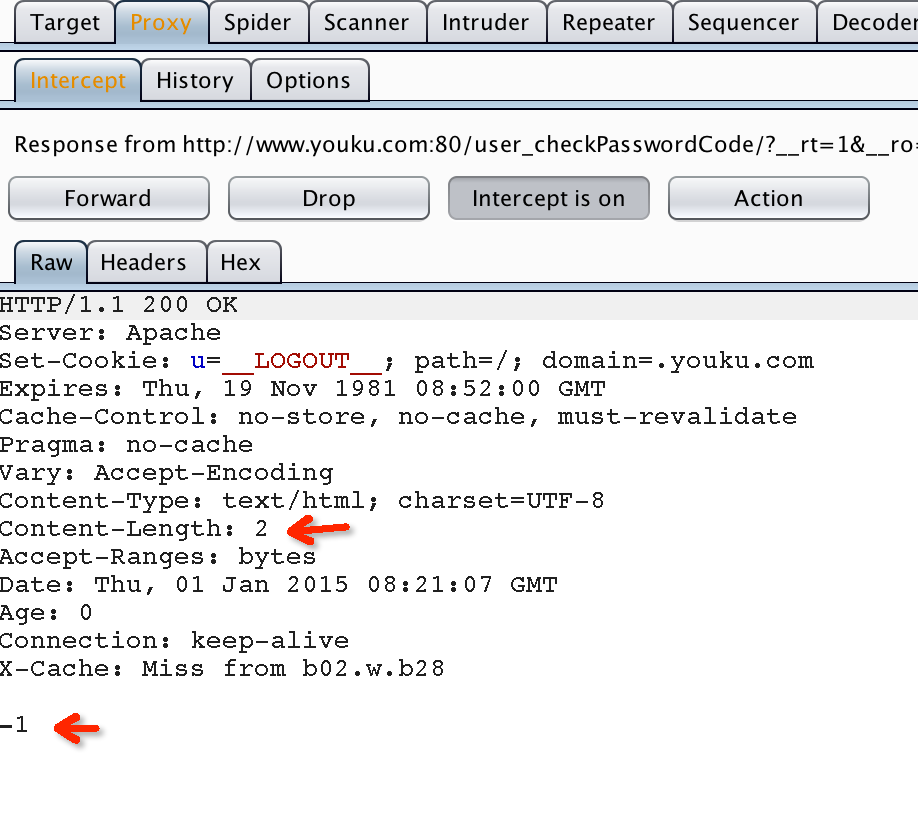 Target Proxy Spider Scanner Intruder Repeater Sequencer Decoder
Intercept History Options
Response from http://www.youku.com:80/user_checkPasswordCode/?__rt=1&__ro=
Forward Drop Intercept is on Action
Raw Headers Hex
HTTP/1.1 200 OK
Server: Apache
Set-Cookie: u=__LOGOUT__; path=/; domain=.youku.com
Expires: Thu, 19 Nov 1981 08:52:00 GMT
Cache-Control: no-store, no-cache, must-revalidate
Pragma: no-cache
Vary: Accept-Encoding
Content-Type: text/html; charset=UTF-8
Content-Length: 2
Accept-Ranges: bytes
Date: Thu, 01 Jan 2015 08:21:07 GMT
Age: 0
Connection: keep-alive
X-Cache: Miss from b02.w.b28
-1